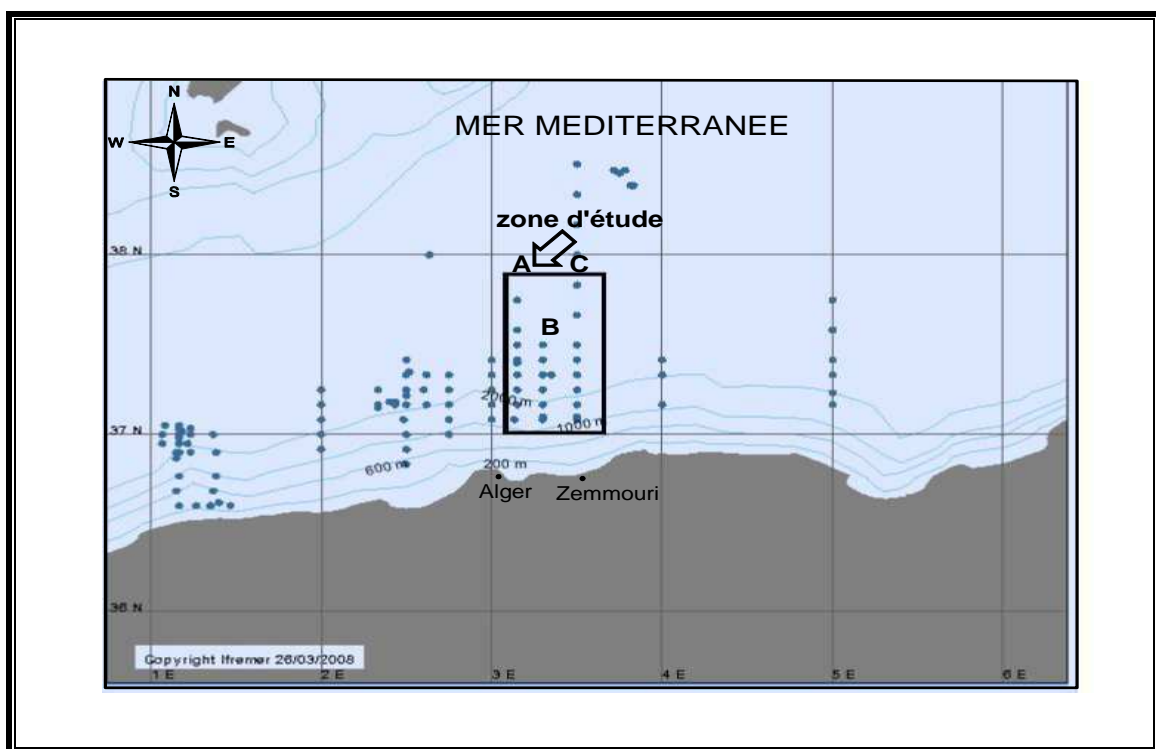 N
W E
S
MER MEDITERRANEE
zone d'étude
38 N
A C
B
2000 m
1000 m
37 N
600 m
200 m
Alger
Zemmouri
36 N
Copyright Ifremer 26/03/2008
1 E 2 E 3 E 4 E 5 E 6 E